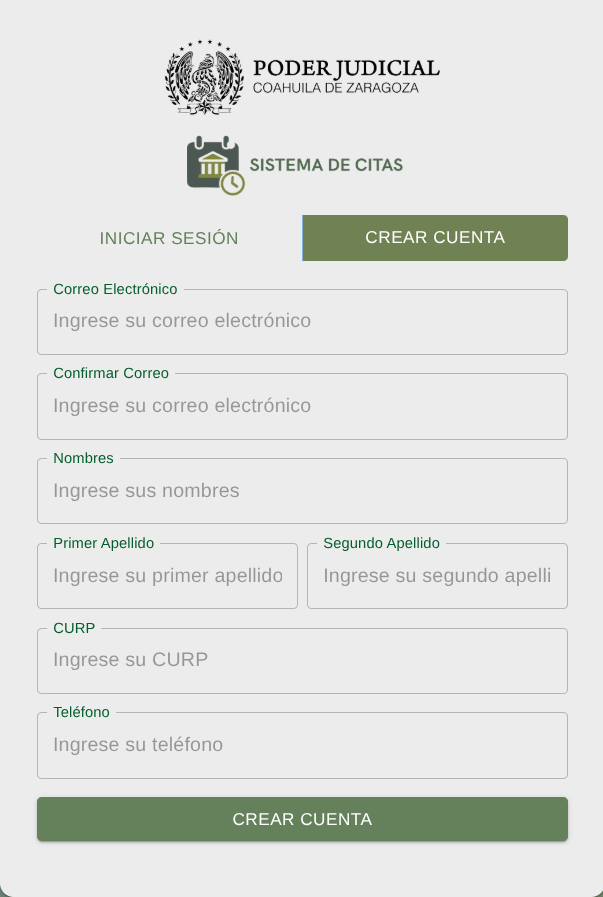 PODER JUDICIAL
COAHUILA DE ZARAGOZA
SISTEMA DE CITAS
INICIAR SESIÓN
CREAR CUENTA
Correo Electrónico
Ingrese su correo electrónico
Confirmar Correo
Ingrese su correo electrónico
Nombres
Ingrese sus nombres
Primer Apellido
Ingrese su primer apellido
Segundo Apellido
Ingrese su segundo apelli
CURP
Ingrese su CURP
Teléfono
Ingrese su teléfono
CREAR CUENTA